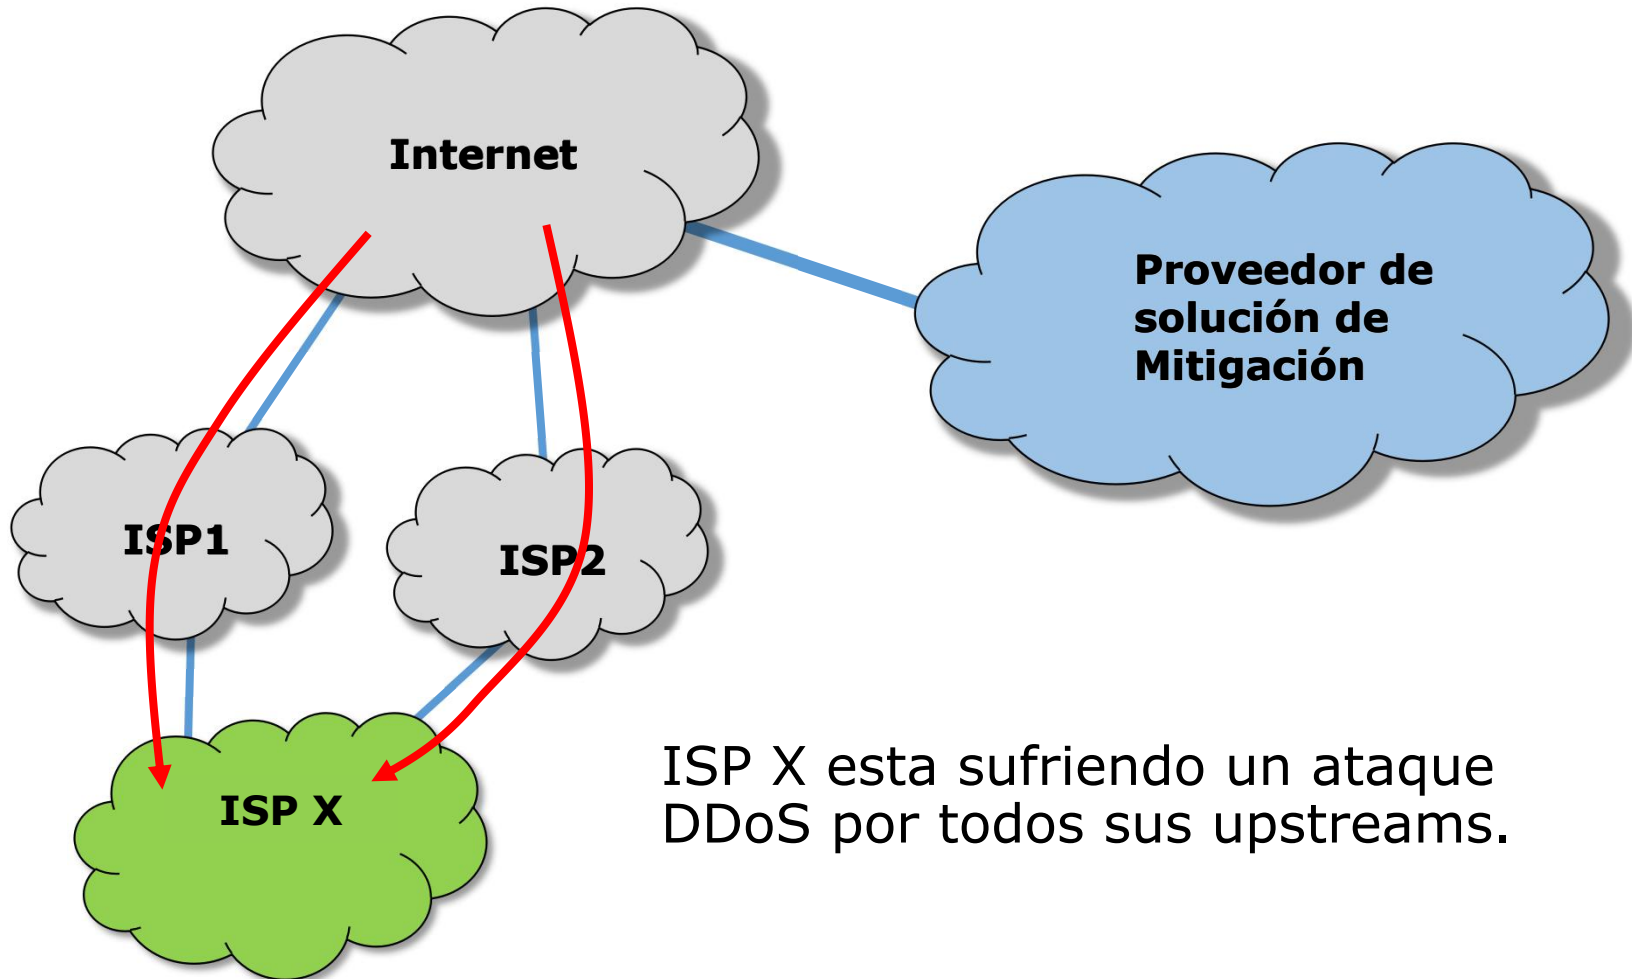 Internet
Proveedor de
solución de
Mitigación
ISP1
ISP2
ISP X
ISP X esta sufriendo un ataque
DDoS por todos sus upstreams.